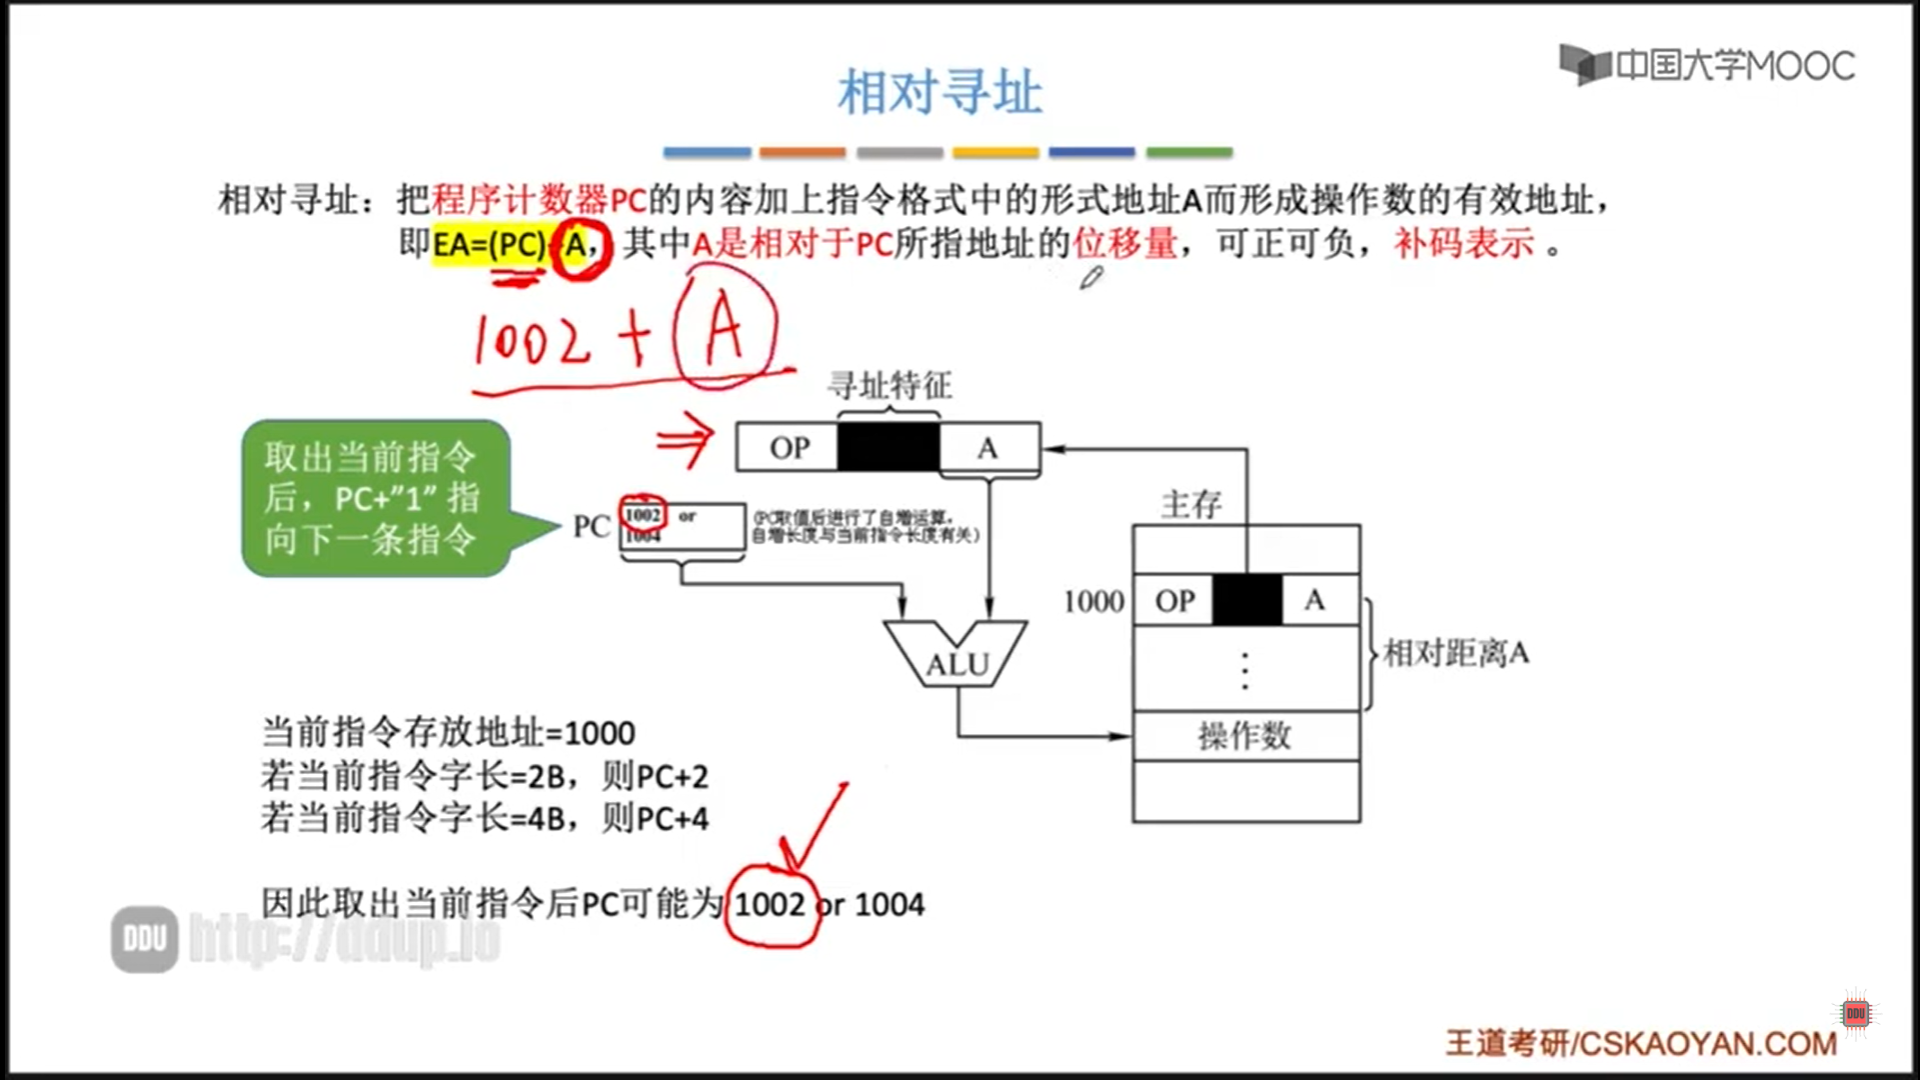 中国大学MOOC
相对寻址
相对寻址：把程序计数器PC的内容加上指令格式中的形式地址A而形成操作数的有效地址，
即EA=(PC)+A，其中A是相对于PC所指地址的位移量，可正可负，补码表示 。
1002 + A
寻址特征
OP A
取出当前指令
后，PC+”1” 指
向下一条指令
PC
1002 or
1004
(PC取值后进行了自增运算，
自增长度与当前指令长度有关)
ALU
主存
1000 OP A
⋮
相对距离A
操作数
当前指令存放地址=1000
若当前指令字长=2B，则PC+2
若当前指令字长=4B，则PC+4
因此取出当前指令后PC可能为 1002 or 1004
DDU http://ddup.io
DDU
王道考研/CSKAOYAN.COM